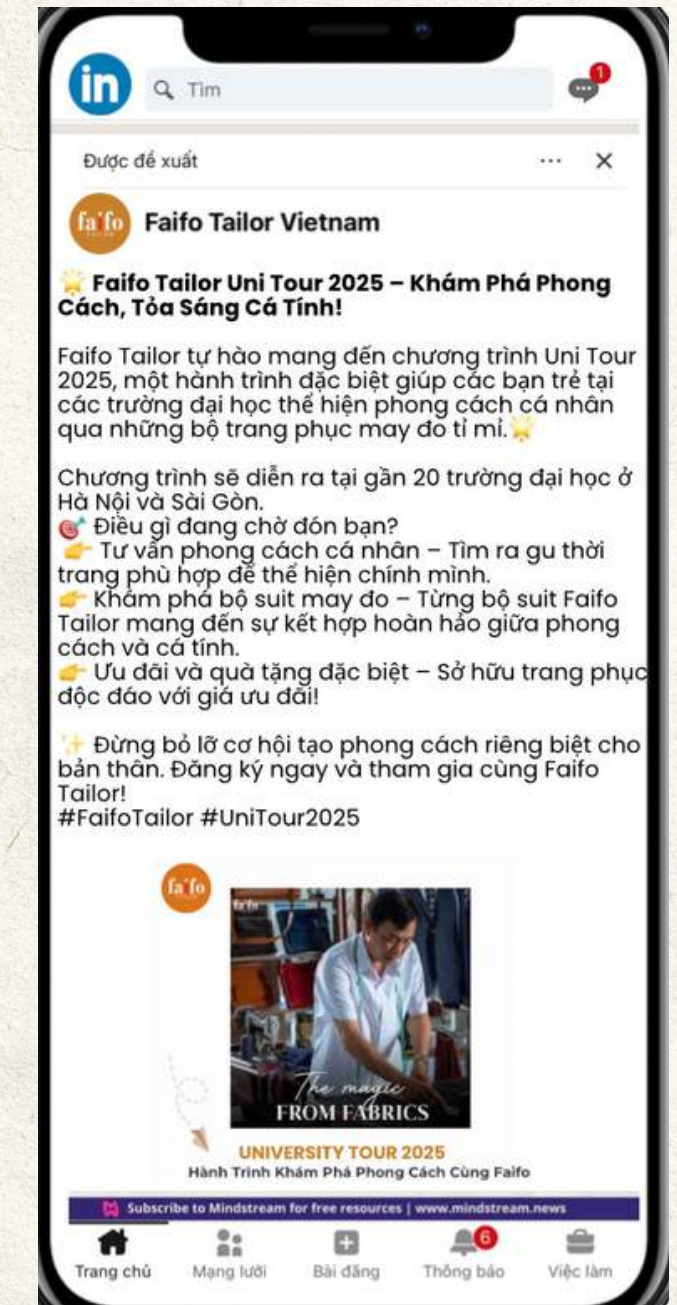 in
Tìm
1
Được đề xuất
faifo
Faifo Tailor Vietnam
🌟 Faifo Tailor Uni Tour 2025 – Khám Phá Phong
Cách, Tỏa Sáng Cá Tính!
Faifo Tailor tự hào mang đến chương trình Uni Tour
2025, một hành trình đặc biệt giúp các bạn trẻ tại
các trường đại học thể hiện phong cách cá nhân
qua những bộ trang phục may đo tỉ mỉ.🌟
Chương trình sẽ diễn ra tại gần 20 trường đại học ở
Hà Nội và Sài Gòn.
🎯 Điều gì đang chờ đón bạn?
👉 Tư vấn phong cách cá nhân – Tìm ra gu thời
trang phù hợp để thể hiện chính mình.
👉 Khám phá bộ suit may đo – Từng bộ suit Faifo
Tailor mang đến sự kết hợp hoàn hảo giữa phong
cách và cá tính.
👉 Ưu đãi và quà tặng đặc biệt – Sở hữu trang phục
độc đáo với giá ưu đãi!
✨ Đừng bỏ lỡ cơ hội tạo phong cách riêng biệt cho
bản thân. Đăng ký ngay và tham gia cùng Faifo
Tailor!
#FaifoTailor #UniTour2025
faifo
faifo
The magic
FROM FABRICS
UNIVERSITY TOUR 2025
Hành Trình Khám Phá Phong Cách Cùng Faifo
Subscribe to Mindstream for free resources | www.mindstream.news
6
Trang chủ Mạng lưới Bài đăng Thông báo Việc làm